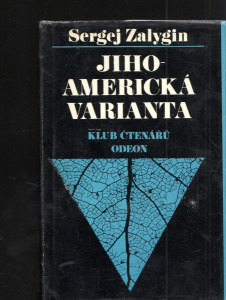 Sergej Zalygin
JIHO-
AMERICKÁ
VARIANTA
KLUB ČTENÁŘŮ
ODEON